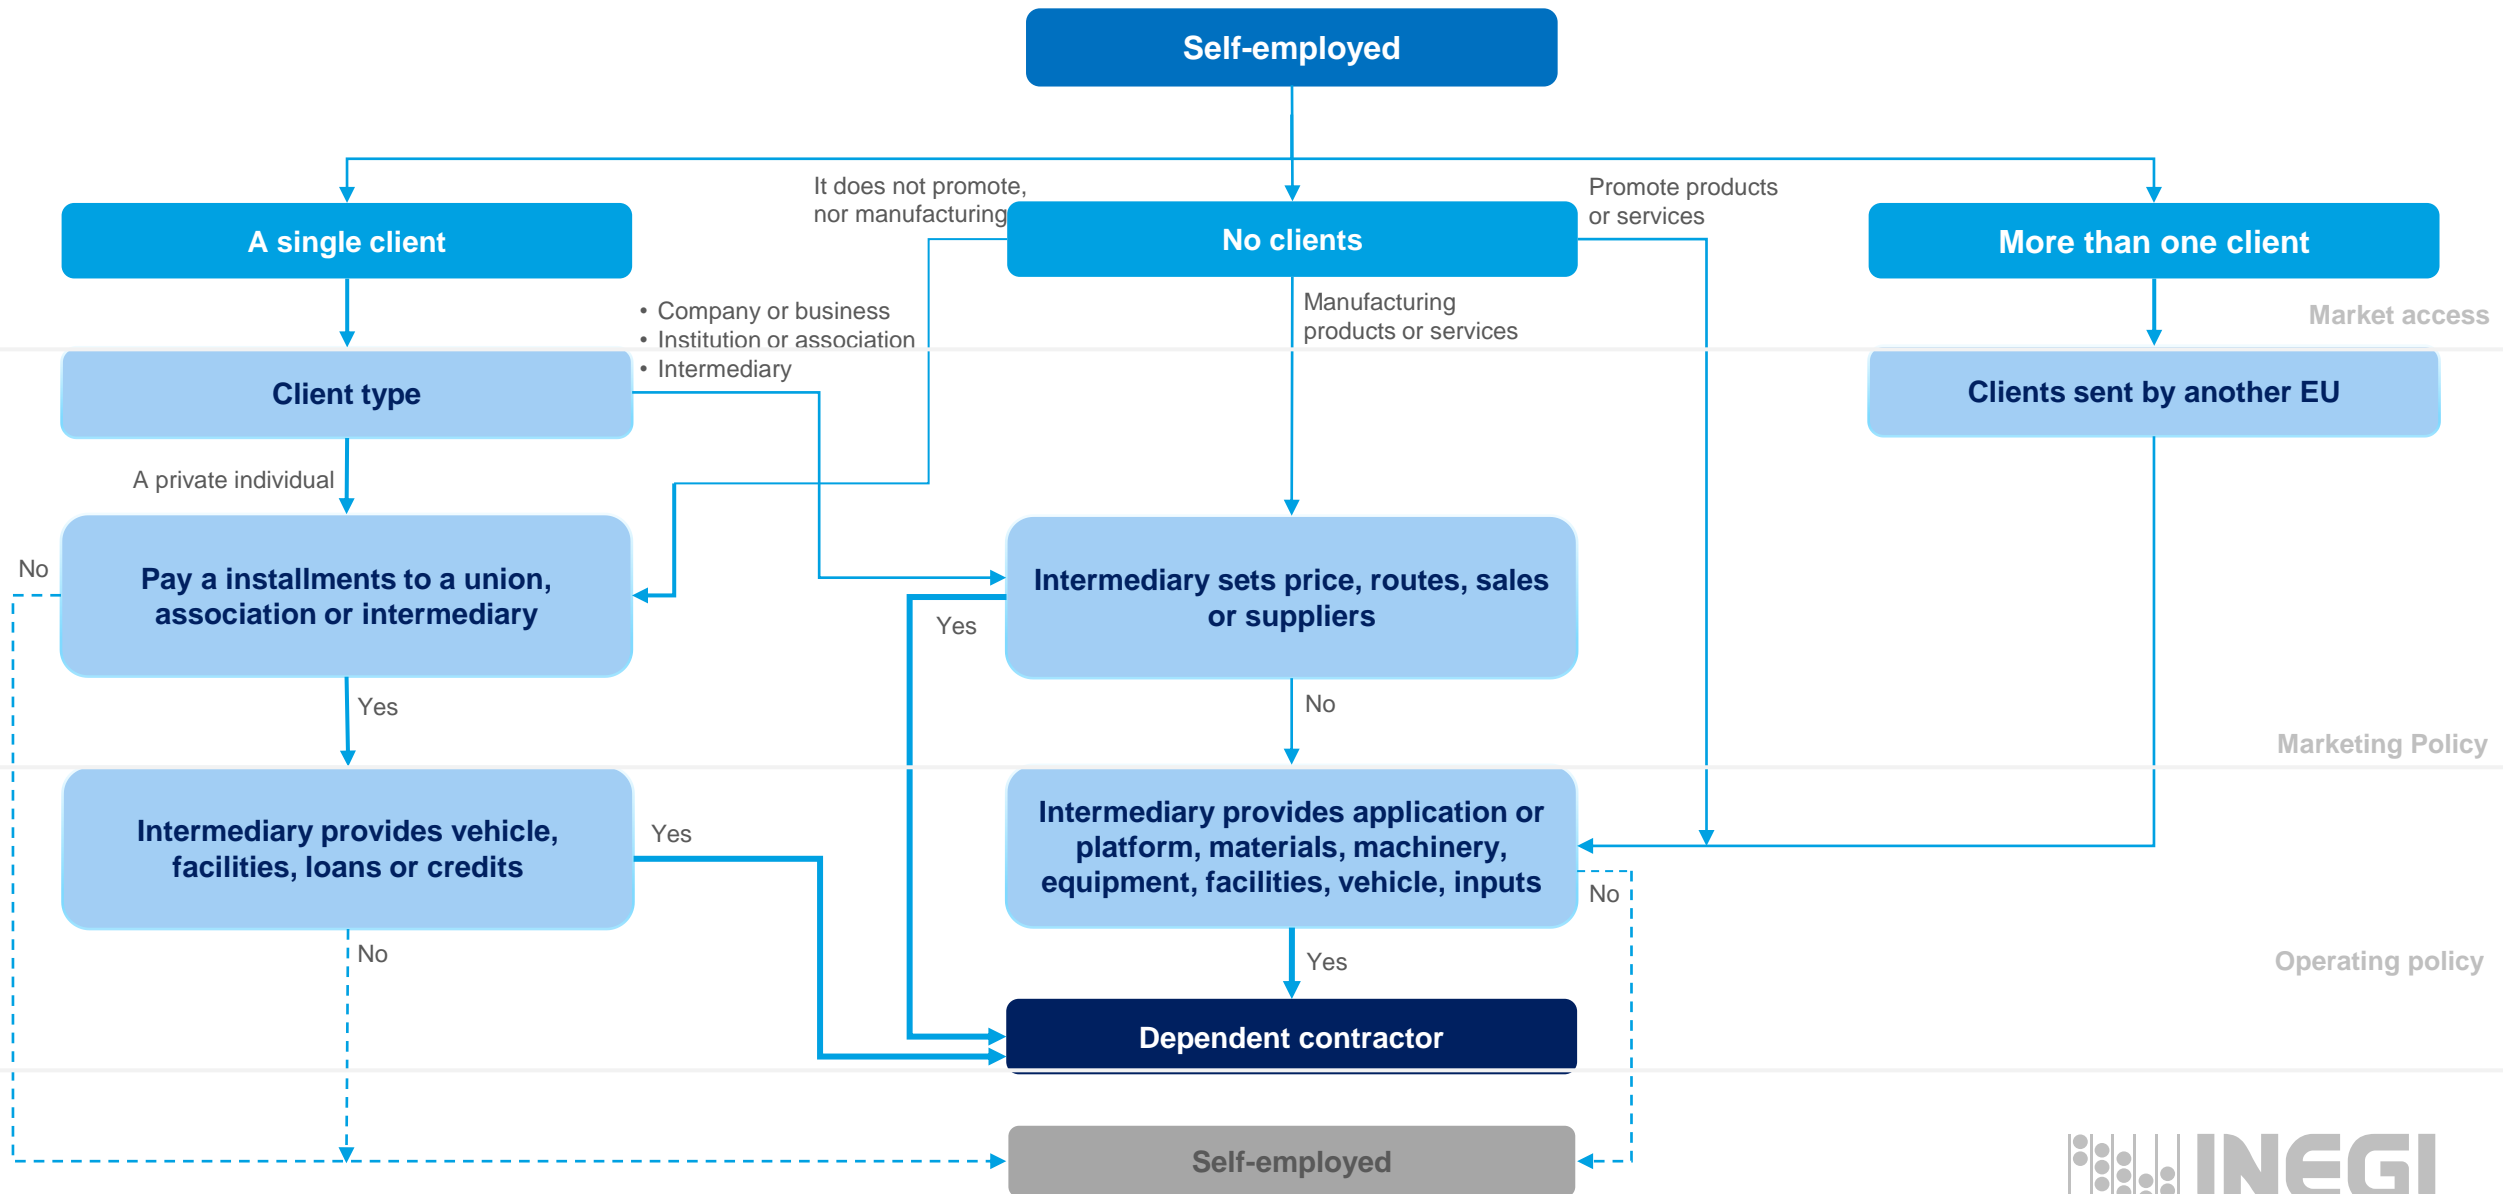 Self-employed
It does not promote,
nor manufacturing
Promote products
or services
A single client
No clients
More than one client
• Company or business
• Institution or association
• Intermediary
Manufacturing
products or services
Market access
Client type
Clients sent by another EU
A private individual
No
Pay a installments to a union,
association or intermediary
Intermediary sets price, routes, sales
or suppliers
Yes
Yes
No
Marketing Policy
Intermediary provides vehicle,
facilities, loans or credits
Yes
Intermediary provides application or
platform, materials, machinery,
equipment, facilities, vehicle, inputs
No
No
Yes
Operating policy
Dependent contractor
Self-employed
INEGI